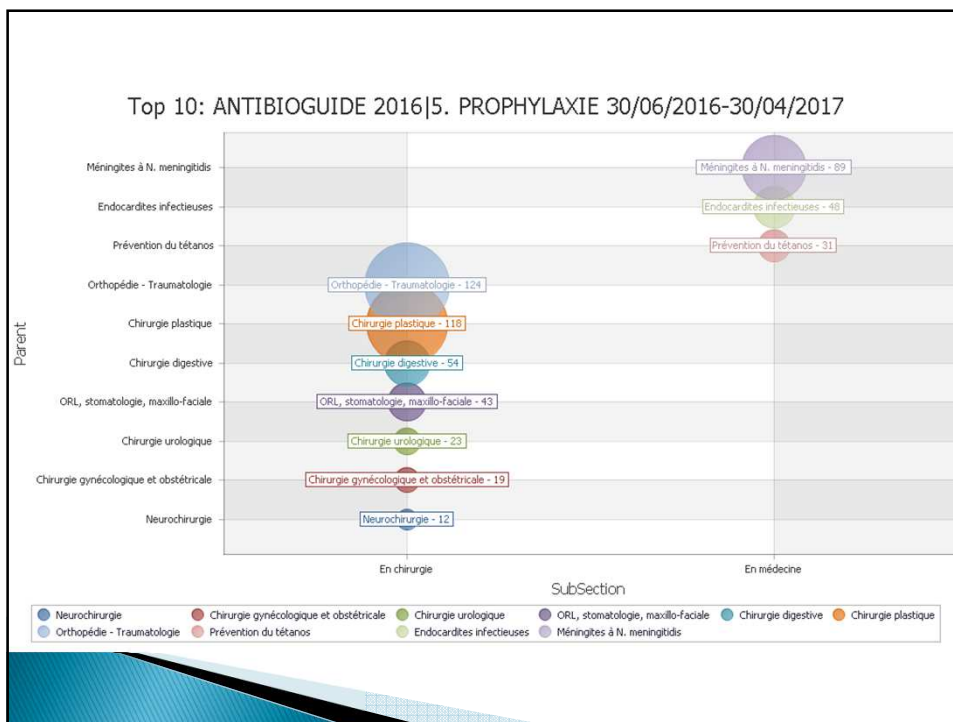 Top 10: ANTIBIOGUIDE 2016|5. PROPHYLAXIE 30/06/2016-30/04/2017
Parent
Méningites à N. meningitidis
Méningites à N. meningitidis - 89
Endocardites infectieuses
Endocardites infectieuses - 48
Prévention du tétanos
Prévention du tétanos - 31
Orthopédie - Traumatologie
Orthopédie - Traumatologie - 124
Chirurgie plastique
Chirurgie plastique - 118
Chirurgie digestive
Chirurgie digestive - 54
ORL, stomatologie, maxillo-faciale
ORL, stomatologie, maxillo-faciale - 43
Chirurgie urologique
Chirurgie urologique - 23
Chirurgie gynécologique et obstétricale
Chirurgie gynécologique et obstétricale - 19
Neurochirurgie
Neurochirurgie - 12
En chirurgie En médecine
SubSection
Neurochirurgie Chirurgie gynécologique et obstétricale Chirurgie urologique ORL, stomatologie, maxillo-faciale Chirurgie digestive Chirurgie plastique
Orthopédie - Traumatologie Prévention du tétanos Endocardites infectieuses Méningites à N. meningitidis